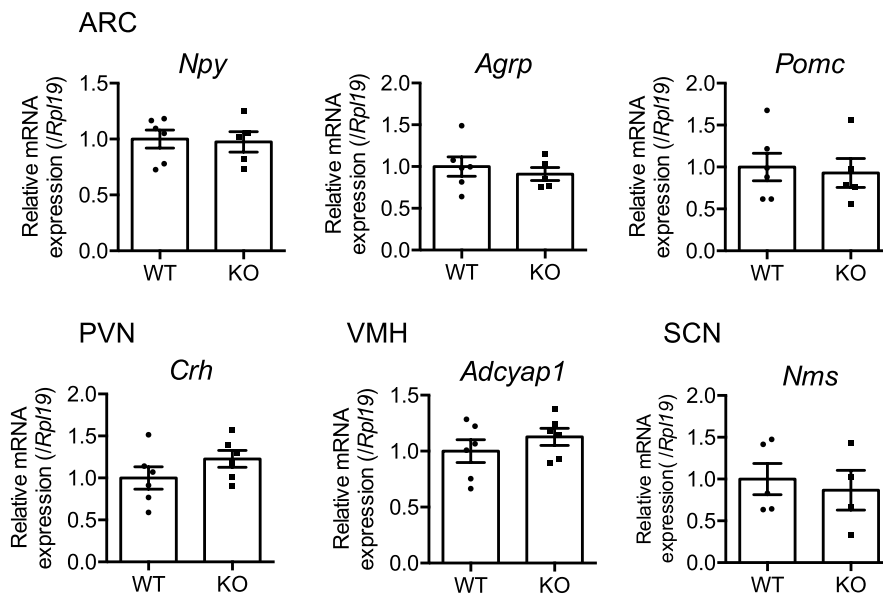 ARC
Npy
Relative mRNA
expression (/Rpl19)
1.5
1.0
0.5
0.0
WT KO
Agrp
Relative mRNA
expression (/Rpl19)
2.0
1.5
1.0
0.5
0.0
WT KO
Pomc
Relative mRNA
expression (/Rpl19)
2.0
1.5
1.0
0.5
0.0
WT KO
PVN
Crh
Relative mRNA
expression (/Rpl19)
2.0
1.5
1.0
0.5
0.0
WT KO
VMH
Adcyap1
Relative mRNA
expression (/Rpl19)
1.5
1.0
0.5
0.0
WT KO
SCN
Nms
Relative mRNA
expression( /Rpl19)
2.0
1.5
1.0
0.5
0.0
WT KO